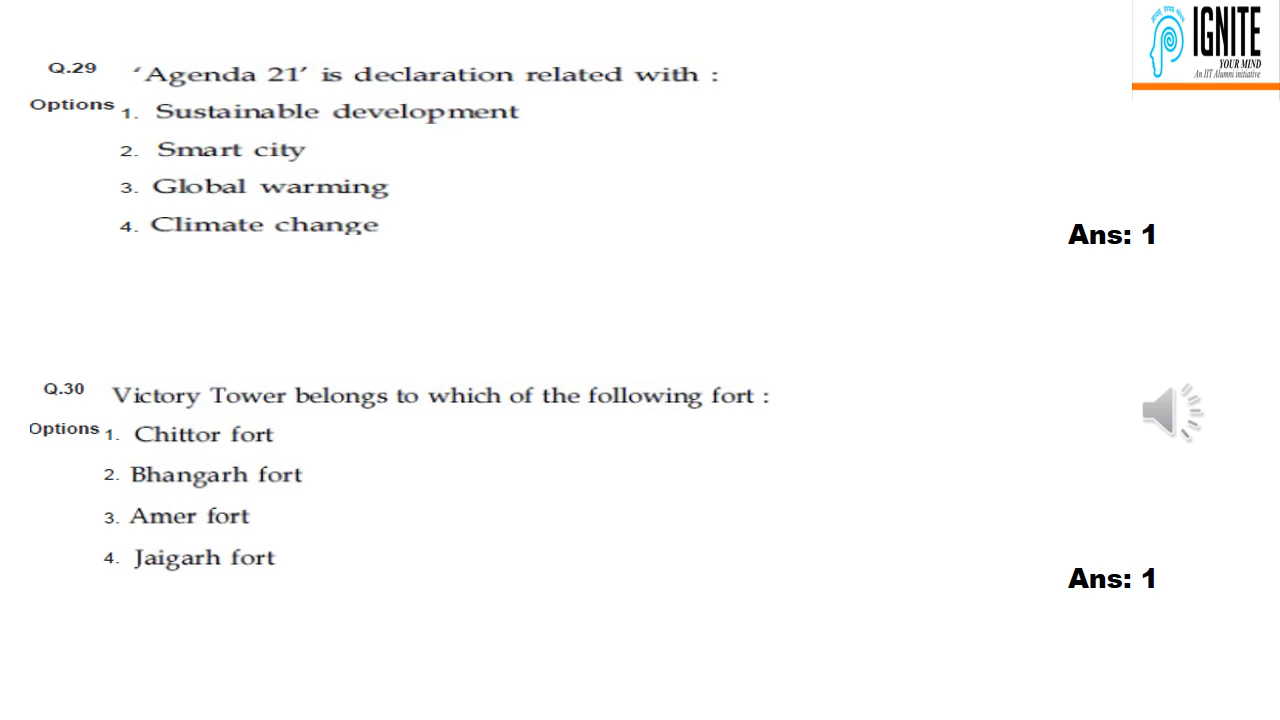 IGNITE
YOUR MIND
An IIT Alumni initiative
Q.29 ‘Agenda 21’ is declaration related with :
Options 1. Sustainable development
2. Smart city
3. Global warming
4. Climate change
Ans: 1
Q.30 Victory Tower belongs to which of the following fort :
Options 1. Chittor fort
2. Bhangarh fort
3. Amer fort
4. Jaigarh fort
Ans: 1